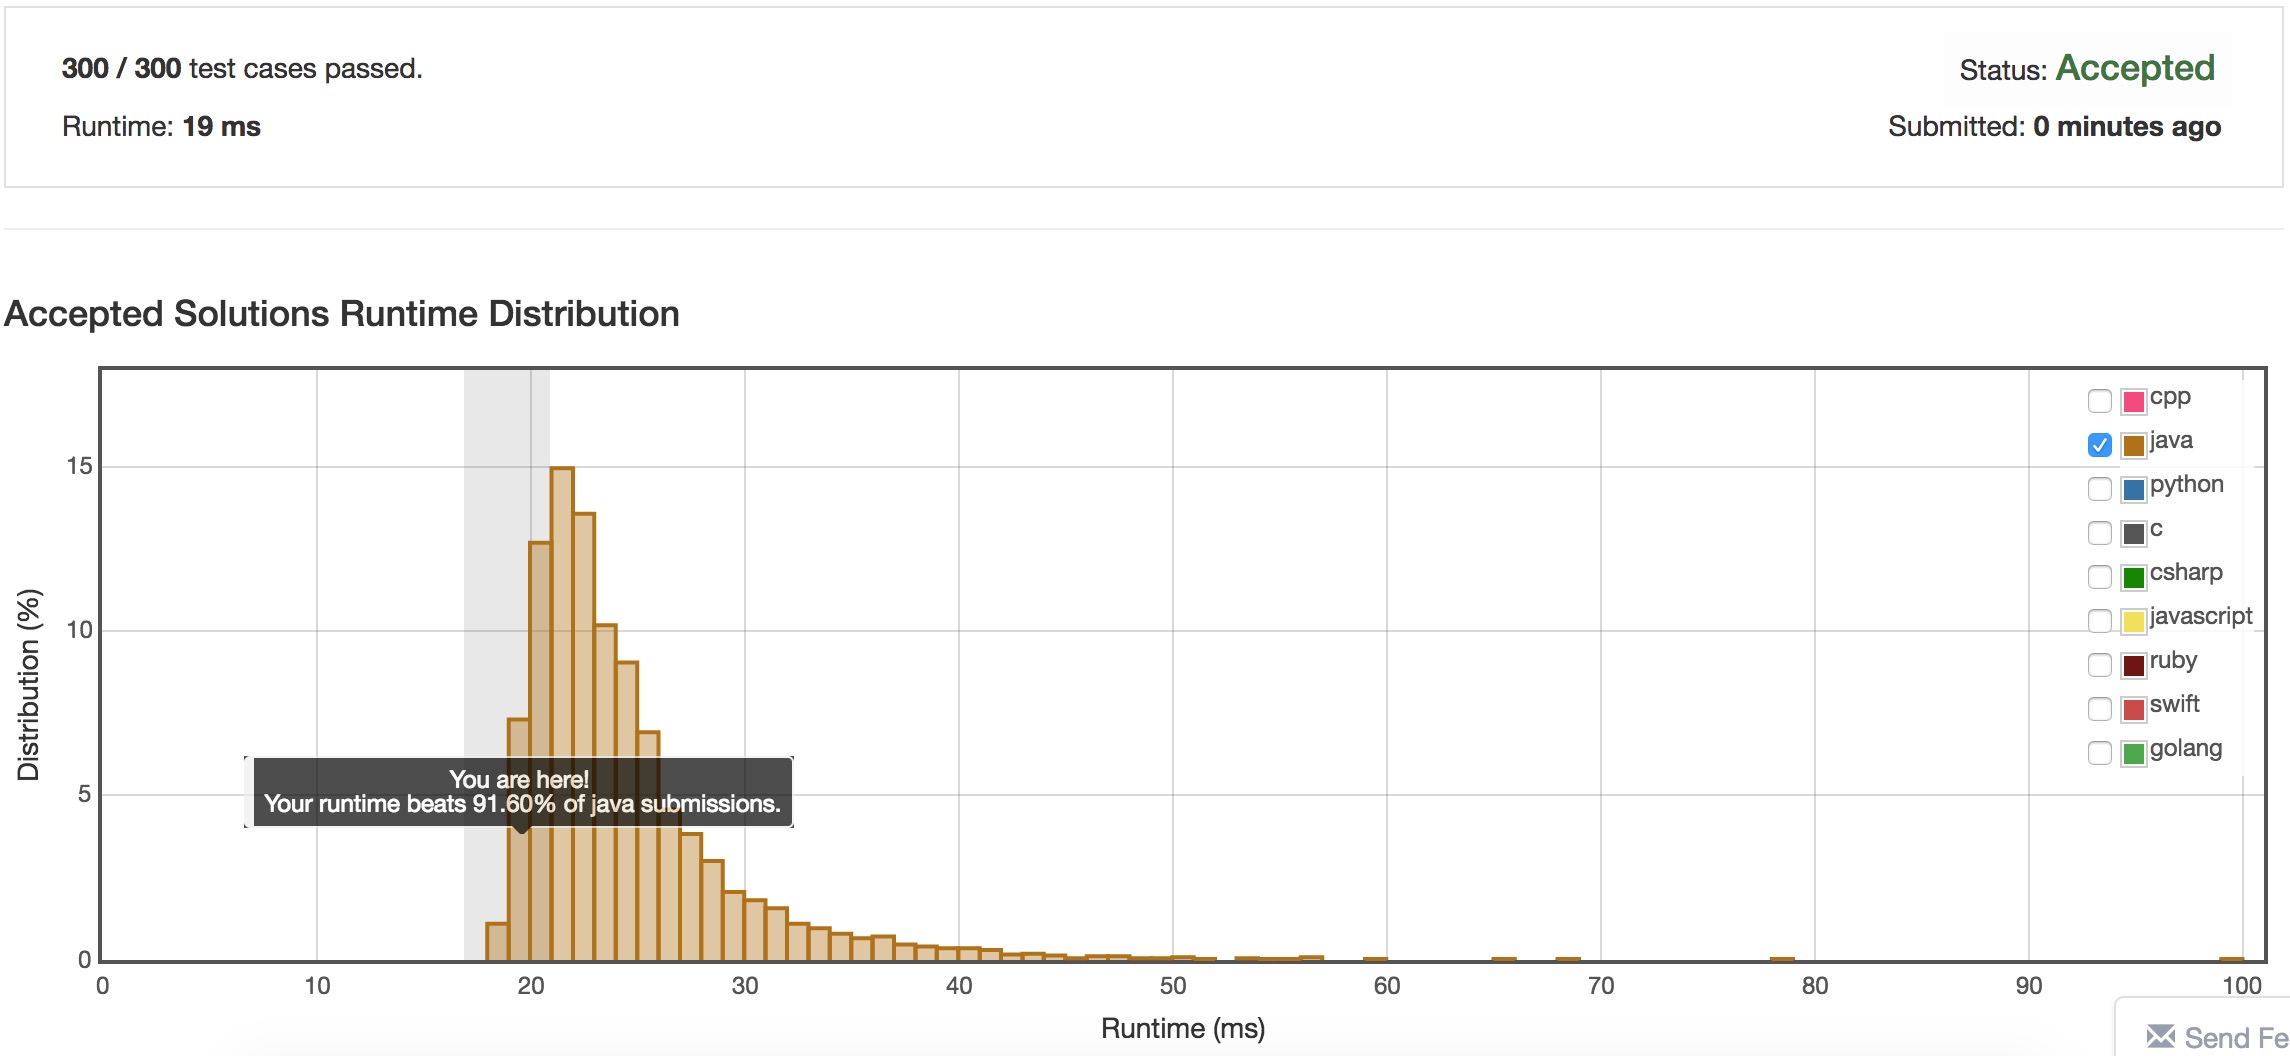 300 / 300 test cases passed.
Status: Accepted
Runtime: 19 ms
Submitted: 0 minutes ago
Accepted Solutions Runtime Distribution
cpp
java
python
c
csharp
javascript
ruby
swift
golang
Distribution (%)
15
10
5
0
You are here!
Your runtime beats 91.60% of java submissions.
0 10 20 30 40 50 60 70 80 90 100
Runtime (ms)
Send Fe